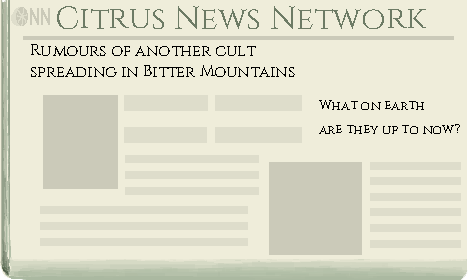 CNN CITRUS NEWS NETWORK
RUMOURS OF ANOTHER CULT
SPREADING IN BITTER MOUNTAINS
WHAT ON EARTH
ARE THEY UP TO NOW?